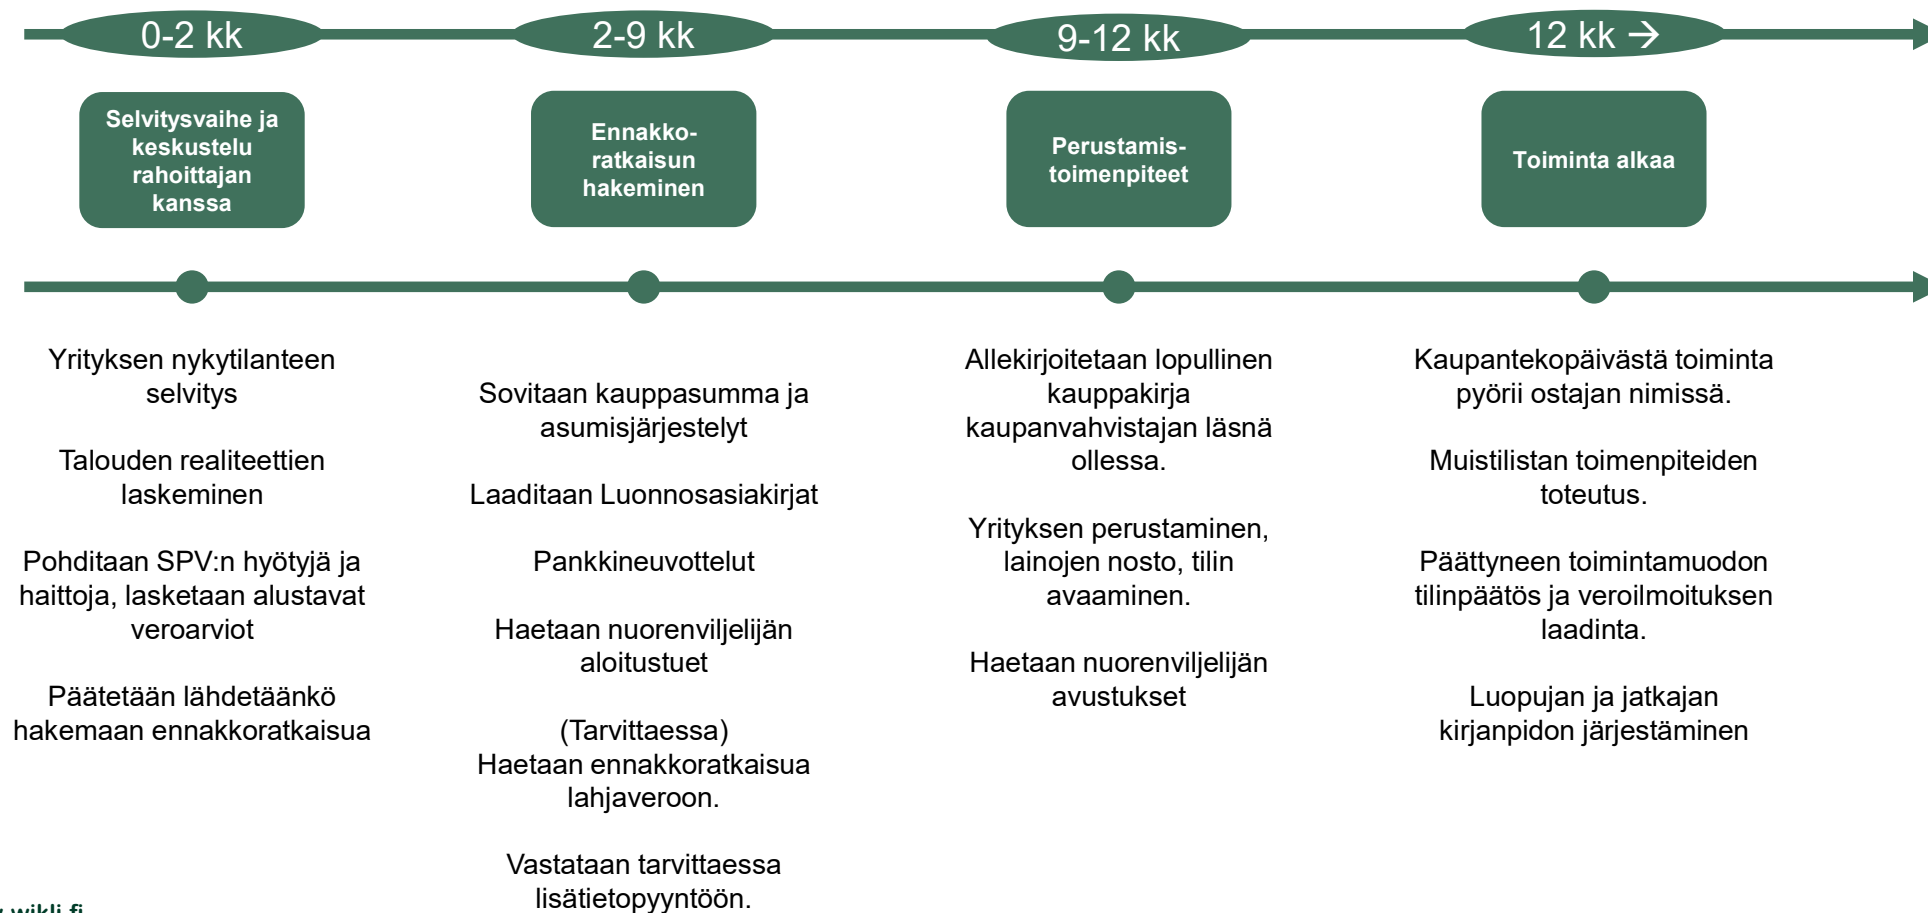 0-2 kk
2-9 kk
9-12 kk
12 kk →
Selvitysvaihe ja
keskustelu
rahoittajan
kanssa
Ennakko-
ratkaisun
hakeminen
Perustamis-
toimenpiteet
Toiminta alkaa
Yrityksen nykytilanteen
selvitys
Talouden realiteettien
laskeminen
Pohditaan SPV:n hyötyjä ja
haittoja, lasketaan alustavat
veroarviot
Päätetään lähdetäänkö
hakemaan ennakkoratkaisua
Sovitaan kauppasumma ja
asumisjärjestelyt
Laaditaan Luonnosasiakirjat
Pankkineuvottelut
Haetaan nuorenviljelijän
aloitustuet
(Tarvittaessa)
Haetaan ennakkoratkaisua
lahjaveroon.
Vastataan tarvittaessa
lisätietopyyntöön.
Allekirjoitetaan lopullinen
kauppakirja
kaupanvahvistajan läsnä
ollessa.
Yrityksen perustaminen,
lainojen nosto, tilin
avaaminen.
Haetaan nuorenviljelijän
avustukset
Kaupantekopäivästä toiminta
pyörii ostajan nimissä.
Muistilistan toimenpiteiden
toteutus.
Päättyneen toimintamuodon
tilinpäätös ja veroilmoituksen
laadinta.
Luopujan ja jatkajan
kirjanpidon järjestäminen
wikli.fi